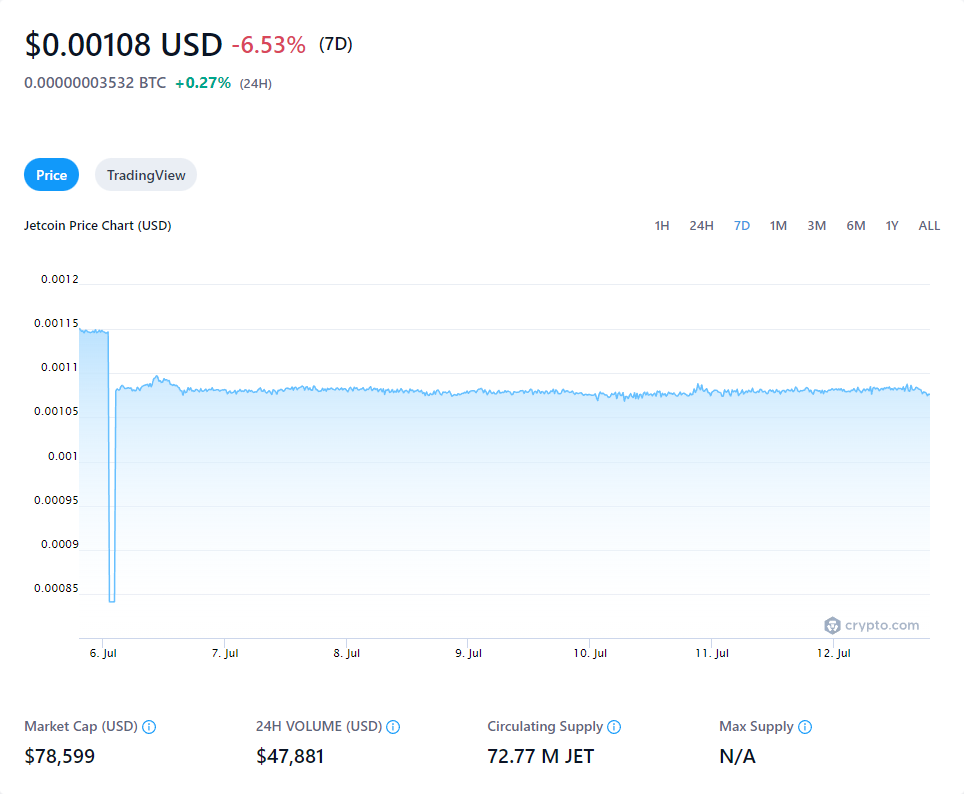 $0.00108 USD -6.53% (7D)
0.00000003532 BTC +0.27% (24H)
Price TradingView
Jetcoin Price Chart (USD) 1H 24H 7D 1M 3M 6M 1Y ALL
0.0012
0.00115
0.0011
0.00105
0.001
0.00095
0.0009
0.00085
crypto.com
6. Jul 7. Jul 8. Jul 9. Jul 10. Jul 11. Jul 12. Jul
Market Cap (USD) 24H VOLUME (USD) Circulating Supply Max Supply
$78,599 $47,881 72.77 M JET N/A